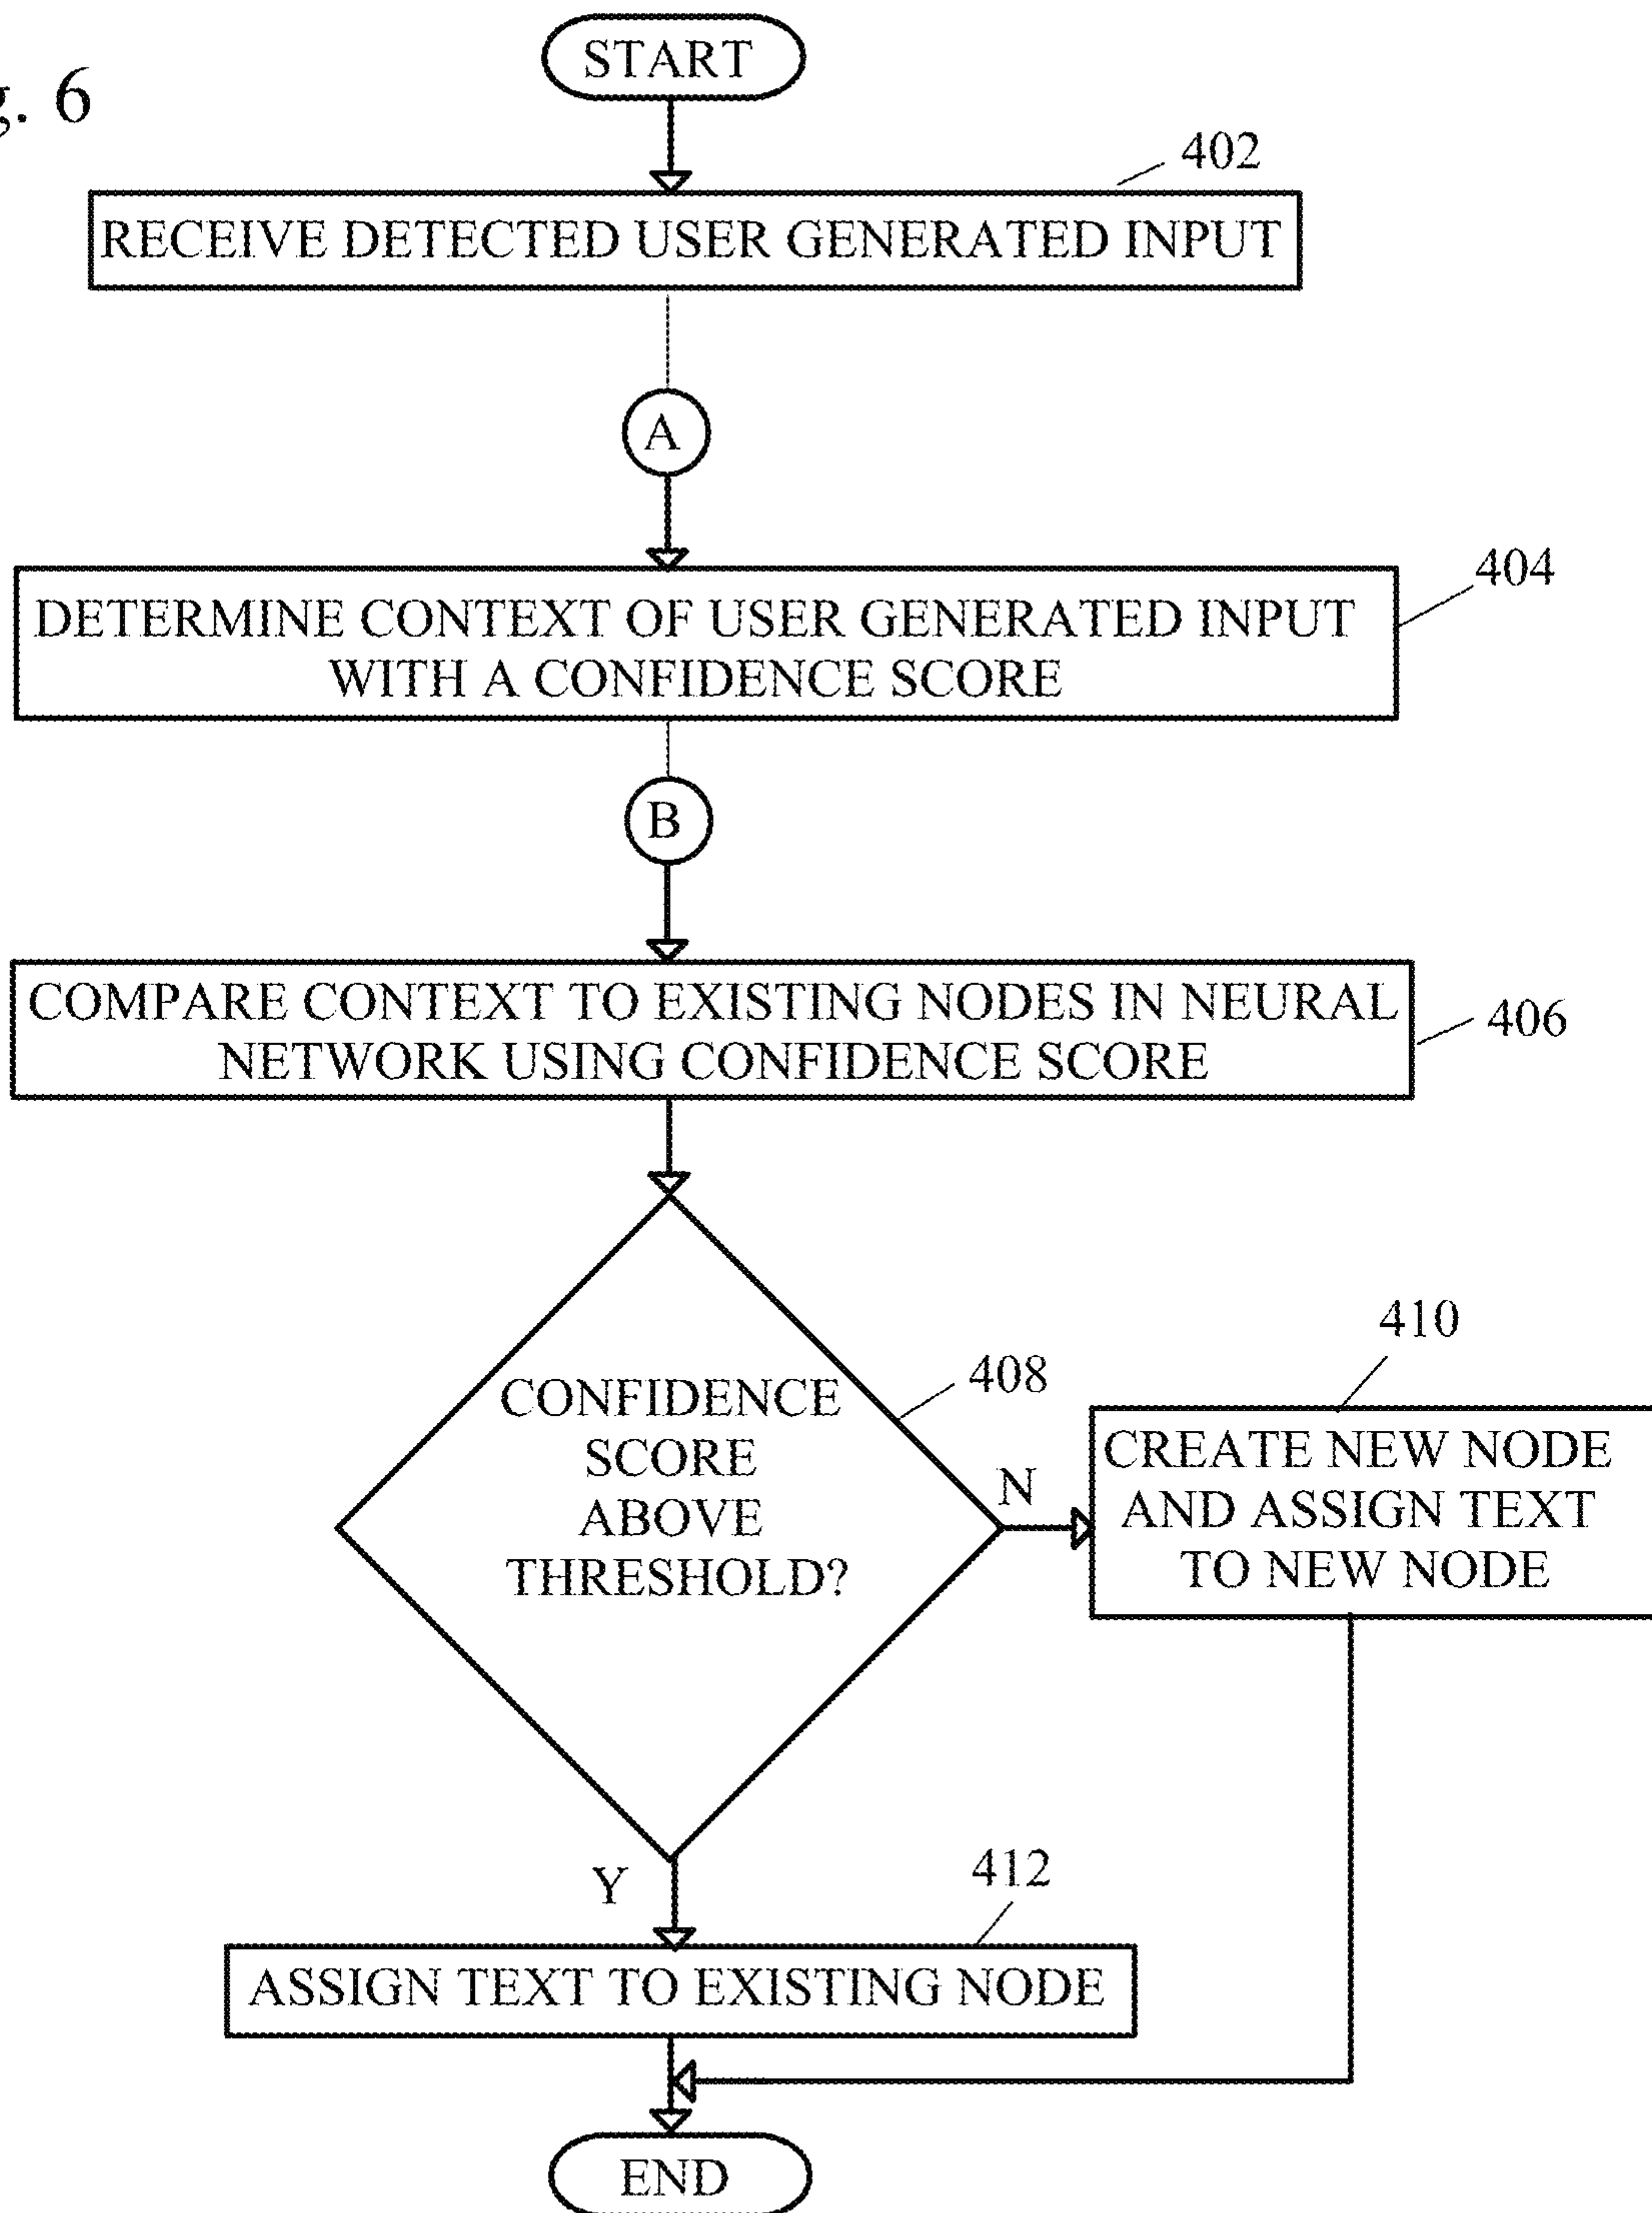 START
g. 6
402
RECEIVE DETECTED USER GENERATED INPUT
A
404
DETERMINE CONTEXT OF USER GENERATED INPUT
WITH A CONFIDENCE SCORE
B
COMPARE CONTEXT TO EXISTING NODES IN NEURAL
NETWORK USING CONFIDENCE SCORE
406
CONFIDENCE
SCORE
ABOVE
THRESHOLD?
408
410
N
CREATE NEW NODE
AND ASSIGN TEXT
TO NEW NODE
Y
412
ASSIGN TEXT TO EXISTING NODE
END